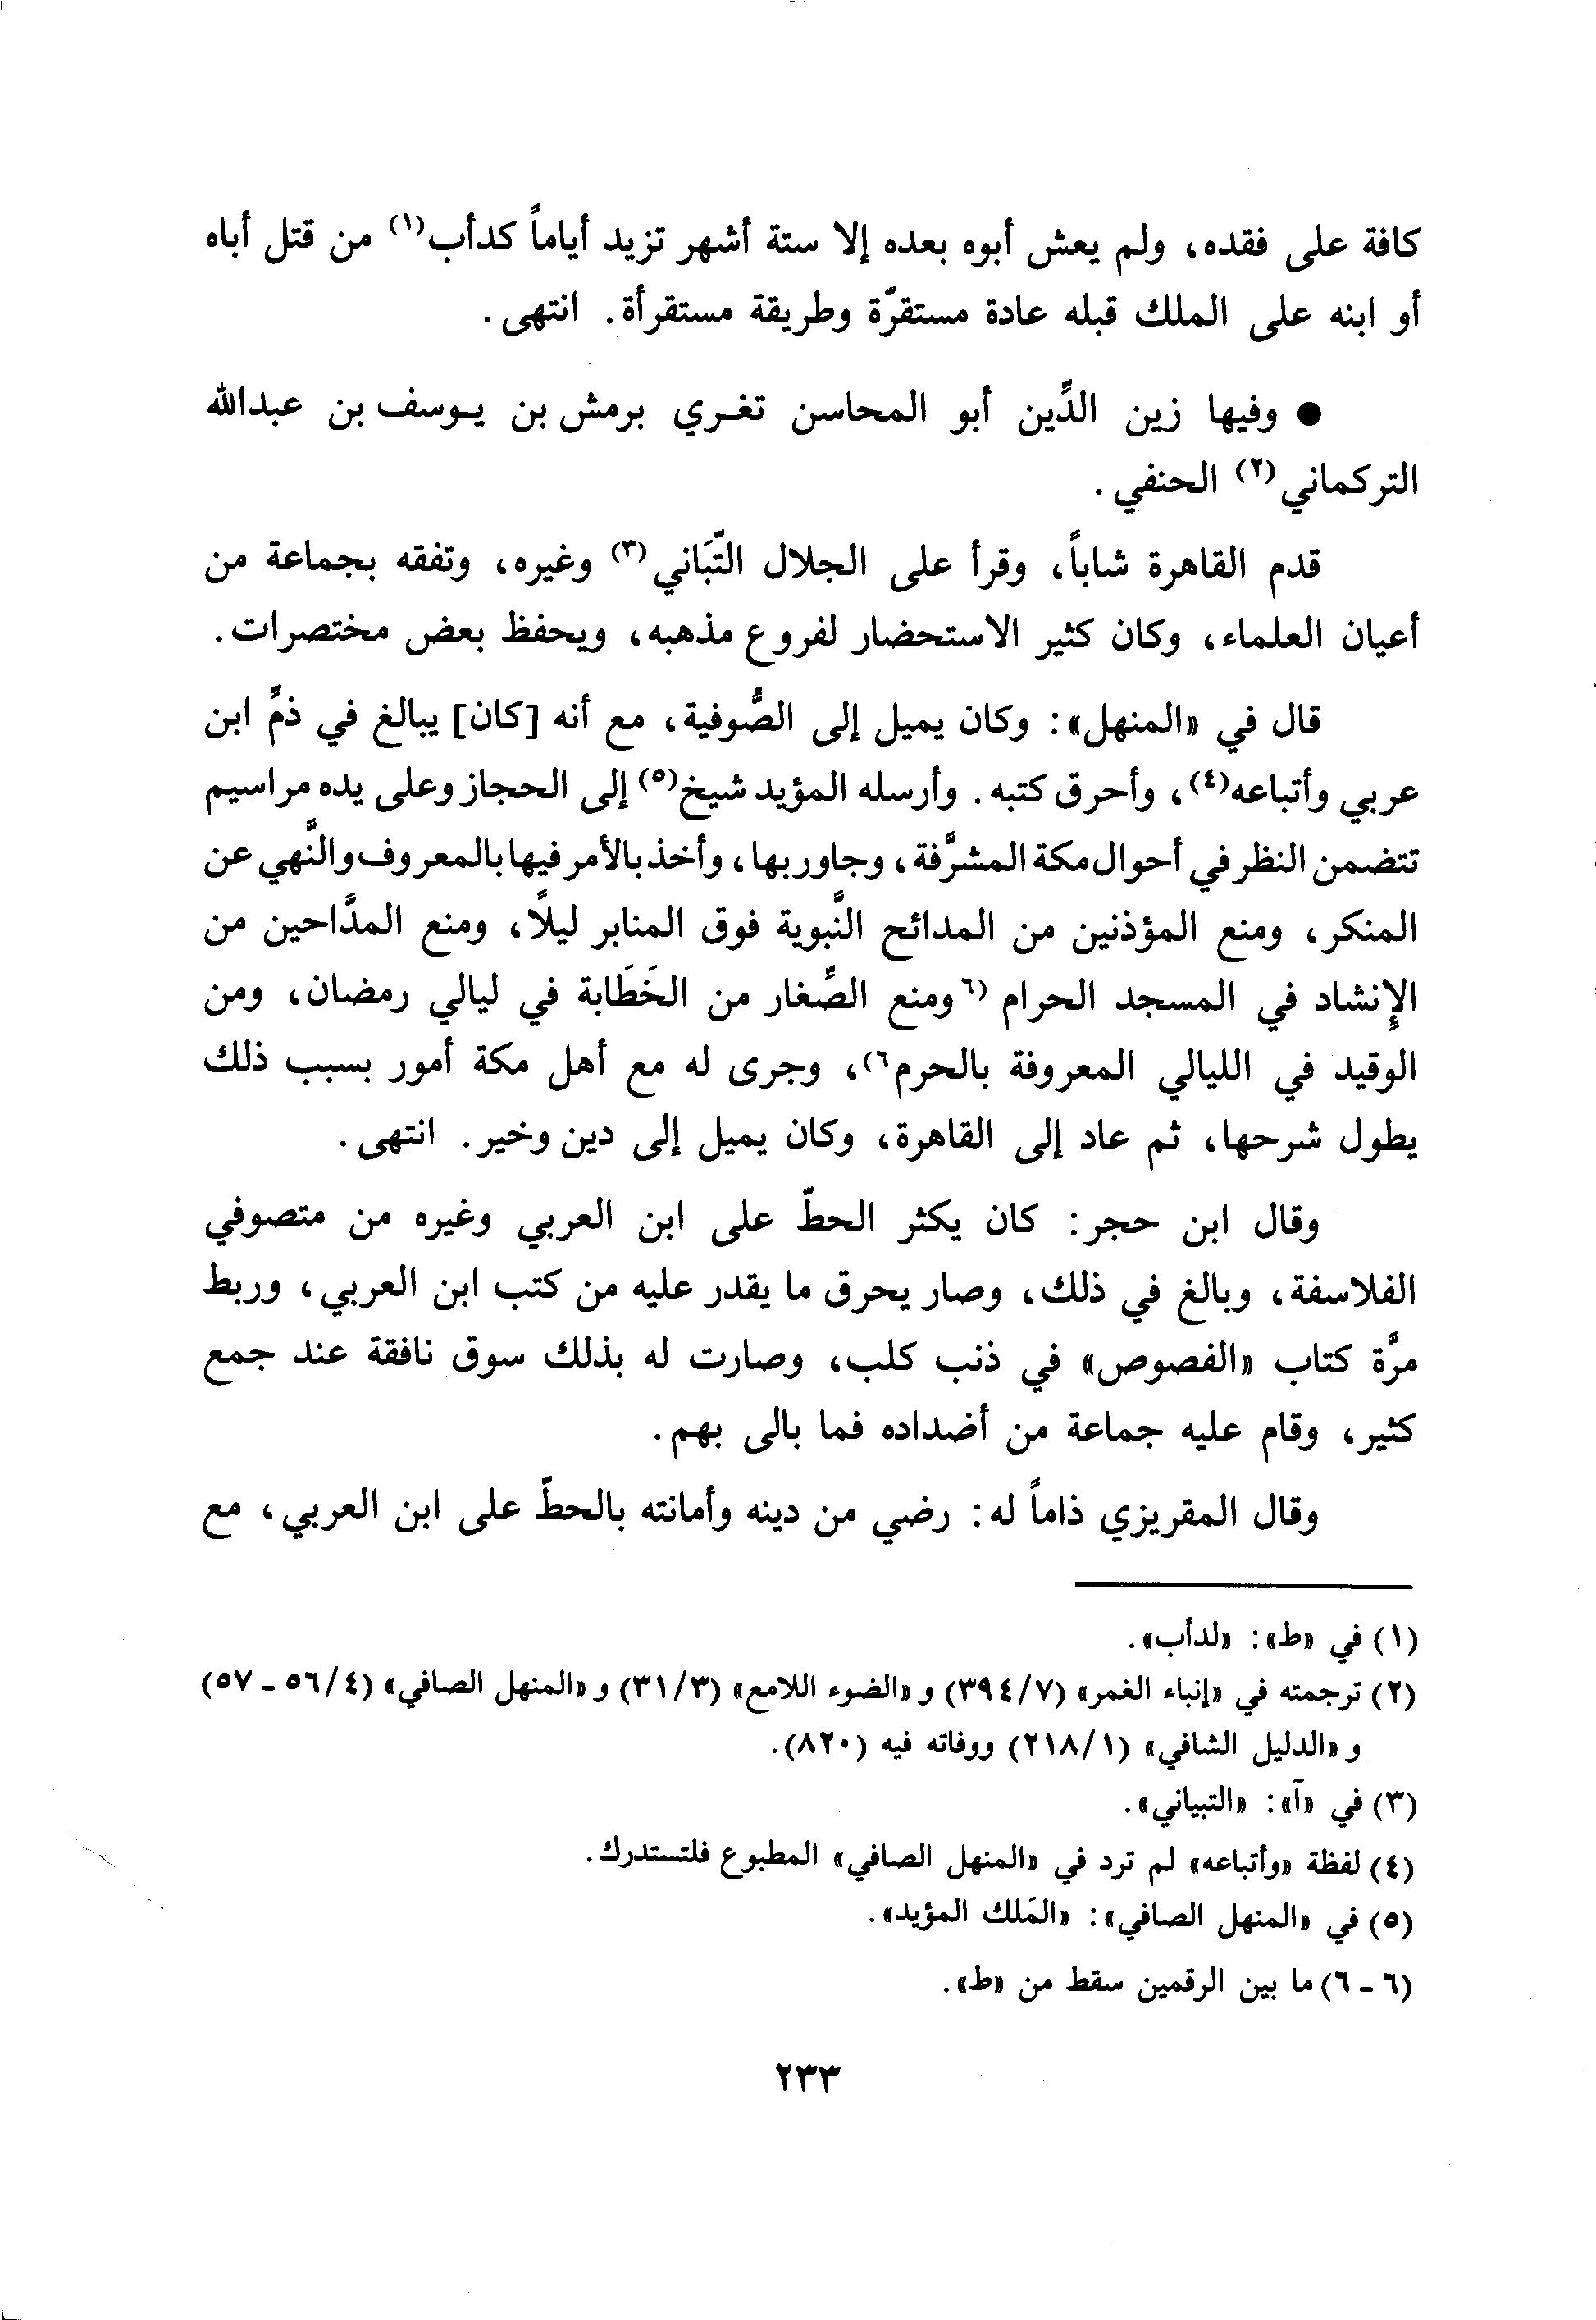 كافة على فقده، ولم يعش أبوه بعده إلا ستة أشهر تزيد أياماً كدأب(١) من قتل أباه
أو ابنه على الملك قبله عادة مستقرّة وطريقة مستقرأة. انتهى.
● وفيها زين الدِّين أبو المحاسن تغـري برمش بن يـوسف بن عبدالله
التركماني(٢) الحنفي.
قدم القاهرة شاباً، وقرأ على الجلال التَّبَاني(٣) وغيره، وتفقه بجماعة من
أعيان العلماء، وكان كثير الاستحضار لفروع مذهبه، ويحفظ بعض مختصرات.
قال في «المنهل»: وكان يميل إلى الصُّوفية، مع أنه [كان] يبالغ في ذمِّ ابن
عربي وأتباعه(٤)، وأحرق كتبه. وأرسله المؤيد شيخ(٥) إلى الحجاز وعلى يده مراسيم
تتضمن النظر في أحوال مكة المشرَّفة، وجاور بها، وأخذ بالأمر فيها بالمعروف والنَّهي عن
المنكر، ومنع المؤذنين من المدائح النَّبوية فوق المنابر ليلًا، ومنع المدَّاحين من
الإنشاد في المسجد الحرام (٦ومنع الصِّغار من الخَطَابة في ليالي رمضان، ومن
الوقيد في الليالي المعروفة بالحرم٦)، وجرى له مع أهل مكة أمور بسبب ذلك
يطول شرحها، ثم عاد إلى القاهرة، وكان يميل إلى دين وخير. انتهى.
وقال ابن حجر: كان يكثر الحطّ على ابن العربي وغيره من متصوفي
الفلاسفة، وبالغ في ذلك، وصار يحرق ما يقدر عليه من كتب ابن العربي، وربط
مرَّة كتاب «الفصوص» في ذنب كلب، وصارت له بذلك سوق نافقة عند جمع
كثير، وقام عليه جماعة من أضداده فما بالى بهم.
وقال المقريزي ذاماً له: رضي من دينه وأمانته بالحطّ على ابن العربي، مع
(١) في «ط»: «لدأب».
(٢) ترجمته في «إنباء الغمر» (٣٩٤/٧) و «الضوء اللامع» (٣١/٣) و «المنهل الصافي» (٥٦/٤ - ٥٧)
و «الدليل الشافي» (٢١٨/١) ووفاته فيه (٨٢٠).
(٣) في «آ»: «التبياني».
(٤) لفظة «وأتباعه» لم ترد في «المنهل الصافي» المطبوع فلتستدرك.
(٥) في «المنهل الصافي»: «المَلك المؤيد».
(٦ - ٦) ما بين الرقمين سقط من «ط».
٢٣٣